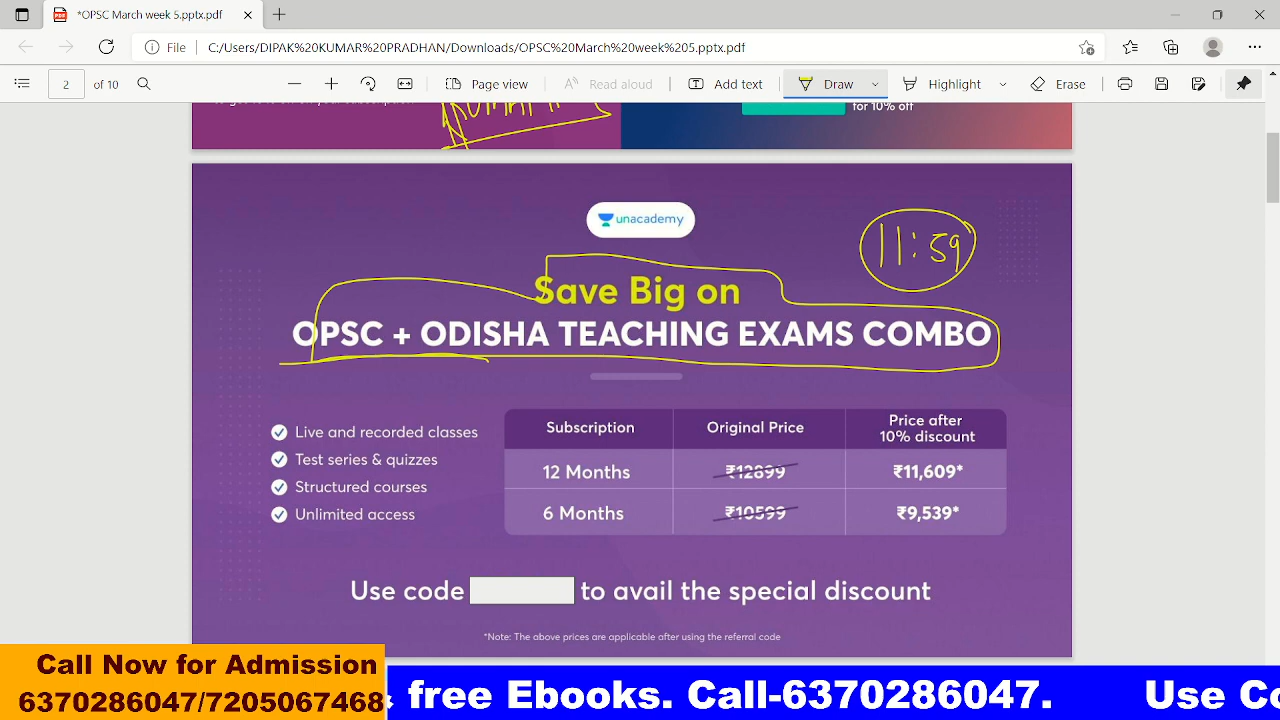 *OPSC March week 5.pptx.pdf
File C:/Users/DIPAK%20KUMAR%20PRADHAN/Downloads/OPSC%20March%20week%205.pptx.pdf
2 of 10 Page view Read aloud Add text Draw Highlight Erase
for 10% off
unacademy
11:59
Save Big on
OPSC + ODISHA TEACHING EXAMS COMBO
Live and recorded classes
Test series & quizzes
Structured courses
Unlimited access
Subscription Original Price Price after 10% discount
12 Months ₹12899 ₹11,609*
6 Months ₹10599 ₹9,539*
Use code to avail the special discount
*Note: The above prices are applicable after using the referral code
Call Now for Admission
6370286047/7205067468
& free Ebooks. Call-6370286047. Use Co